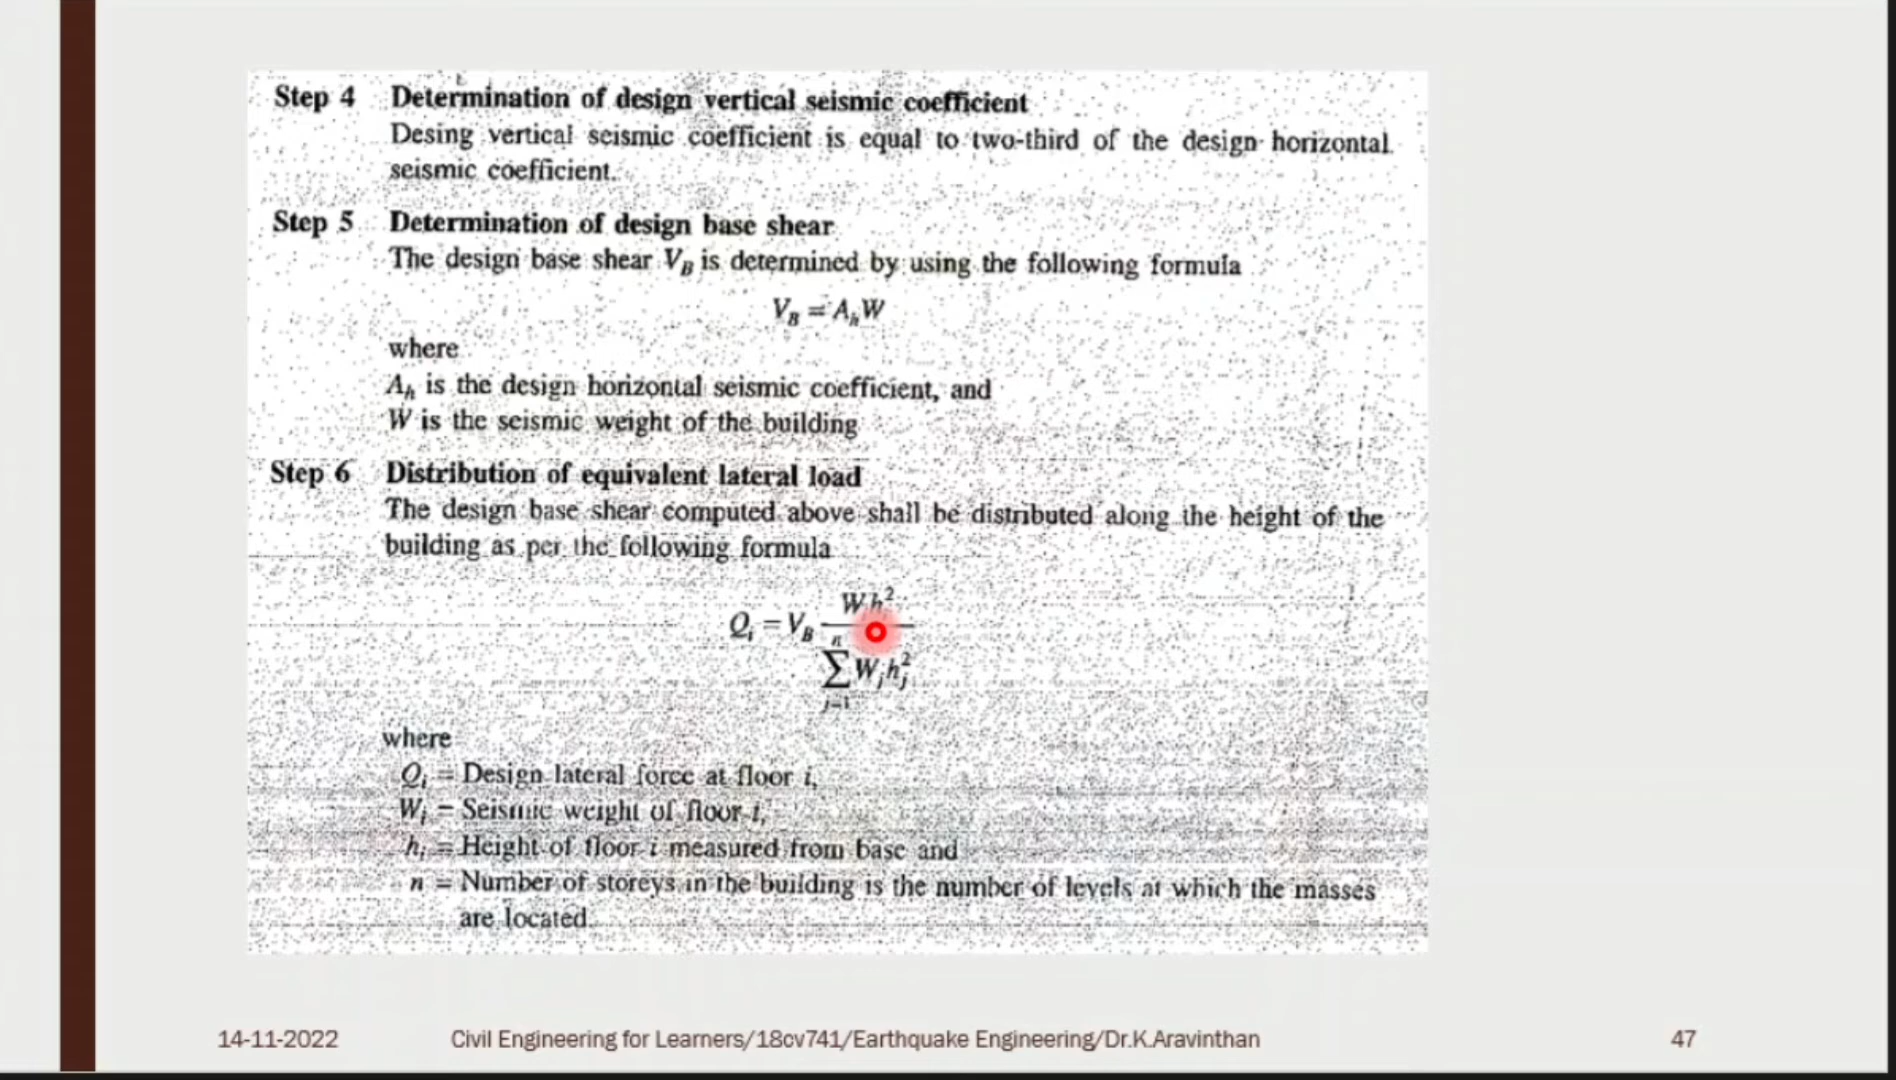 Step 4 Determination of design vertical seismic coefficient
Desing vertical seismic coefficient is equal to two-third of the design horizontal
seismic coefficient.
Step 5 Determination of design base shear
The design base shear V_B is determined by using the following formula
V_B = A_h W
where
A_h is the design horizontal seismic coefficient, and
W is the seismic weight of the building
Step 6 Distribution of equivalent lateral load
The design base shear computed above shall be distributed along the height of the
building as per the following formula
Q_i = V_B W h² / n Σ j=1 W_j h_j²
where
Q_i = Design lateral force at floor i,
W_i = Seismic weight of floor i,
h_i = Height of floor i measured from base and
n = Number of storeys in the building is the number of levels at which the masses
are located.
14-11-2022 Civil Engineering for Learners/18cv741/Earthquake Engineering/Dr.K.Aravinthan 47